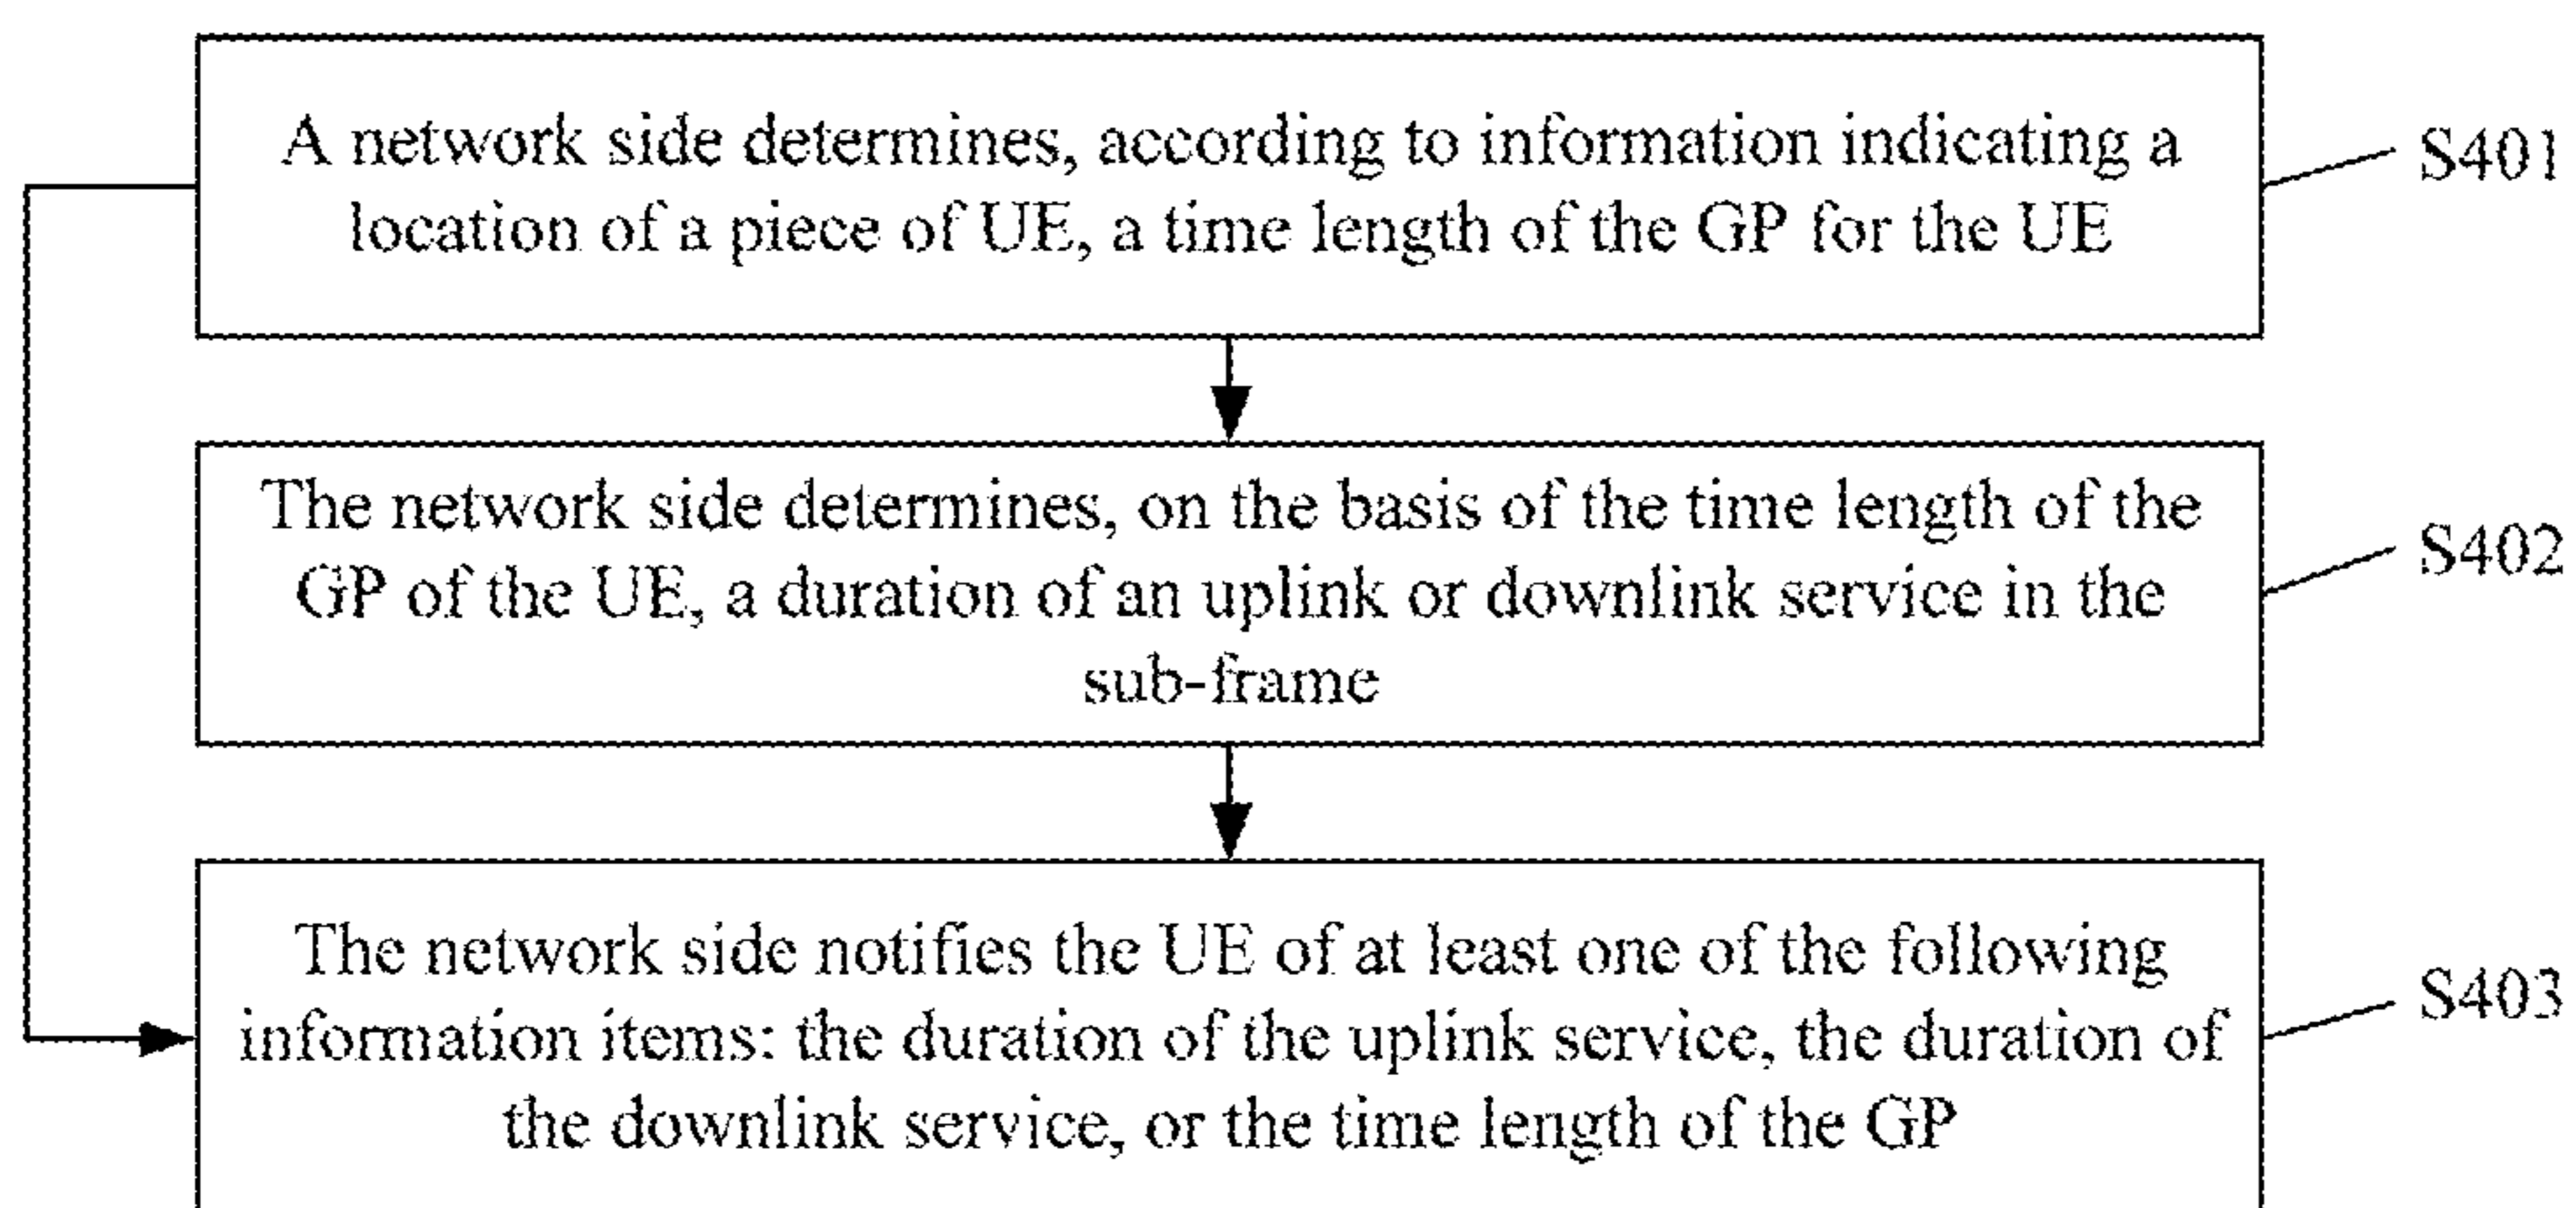 A network side determines, according to information indicating a
location of a piece of UE, a time length of the GP for the UE
S401
The network side determines, on the basis of the time length of the
GP of the UE, a duration of an uplink or downlink service in the
sub-frame
S402
The network side notifies the UE of at least one of the following
information items: the duration of the uplink service, the duration of
the downlink service, or the time length of the GP
S403